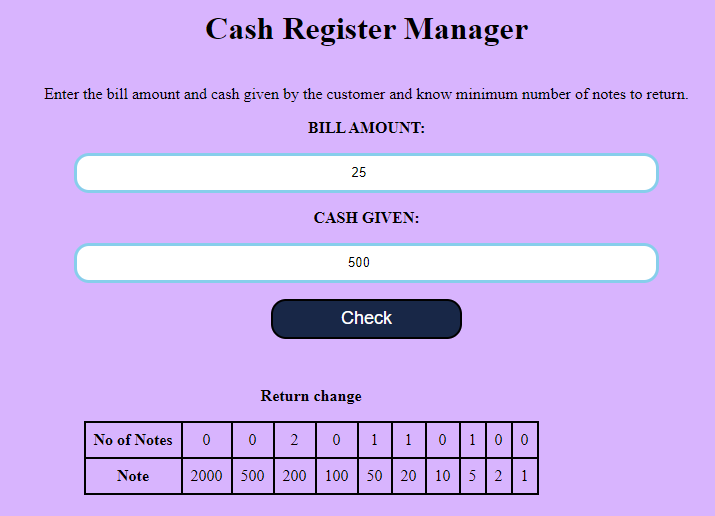 Cash Register Manager
Enter the bill amount and cash given by the customer and know minimum number of notes to return.
BILL AMOUNT:
25
CASH GIVEN:
500
Check
Return change
No of Notes 0 0 2 0 1 1 0 1 0 0
Note 2000 500 200 100 50 20 10 5 2 1